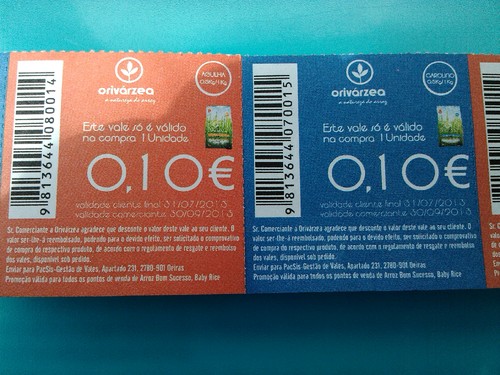 orivárzea
a natureza do arroz
AGULHA
0,5Kg/1Kg
Este vale só é válido
na compra 1 Unidade
0,10€
validade cliente final 31/07/2013
validade comerciante 30/09/2013
9 813644 080014
Sr. Comerciante a Orivárzea agradece que desconte o valor deste vale ao seu cliente. O
valor ser-lhe-á reembolsado, podendo para o devido efeito, ser solicitado o comprovativo
de compra do respectivo produto, de acordo com o regulamento de resgate e reembolso
dos vales, disponível sob pedido.
Enviar para PacSis-Gestão de Vales, Apartado 231, 2780-901 Oeiras
Promoção válida para todos os pontos de venda de Arroz Bom Sucesso, Baby Rice
orivárzea
a natureza do arroz
CAROLINO
0,5Kg/1Kg
Este vale só é válido
na compra 1 Unidade
0,10€
validade cliente final 31/07/2013
validade comerciante 30/09/2013
9 813644 070015
Sr. Comerciante a Orivárzea agradece que desconte o valor deste vale ao seu cliente. O
valor ser-lhe-á reembolsado, podendo para o devido efeito, ser solicitado o comprovativo
de compra do respectivo produto, de acordo com o regulamento de resgate e reembolso
dos vales, disponível sob pedido.
Enviar para PacSis-Gestão de Vales, Apartado 231, 2780-901 Oeiras
Promoção válida para todos os pontos de venda de Arroz Bom Sucesso, Baby Rice